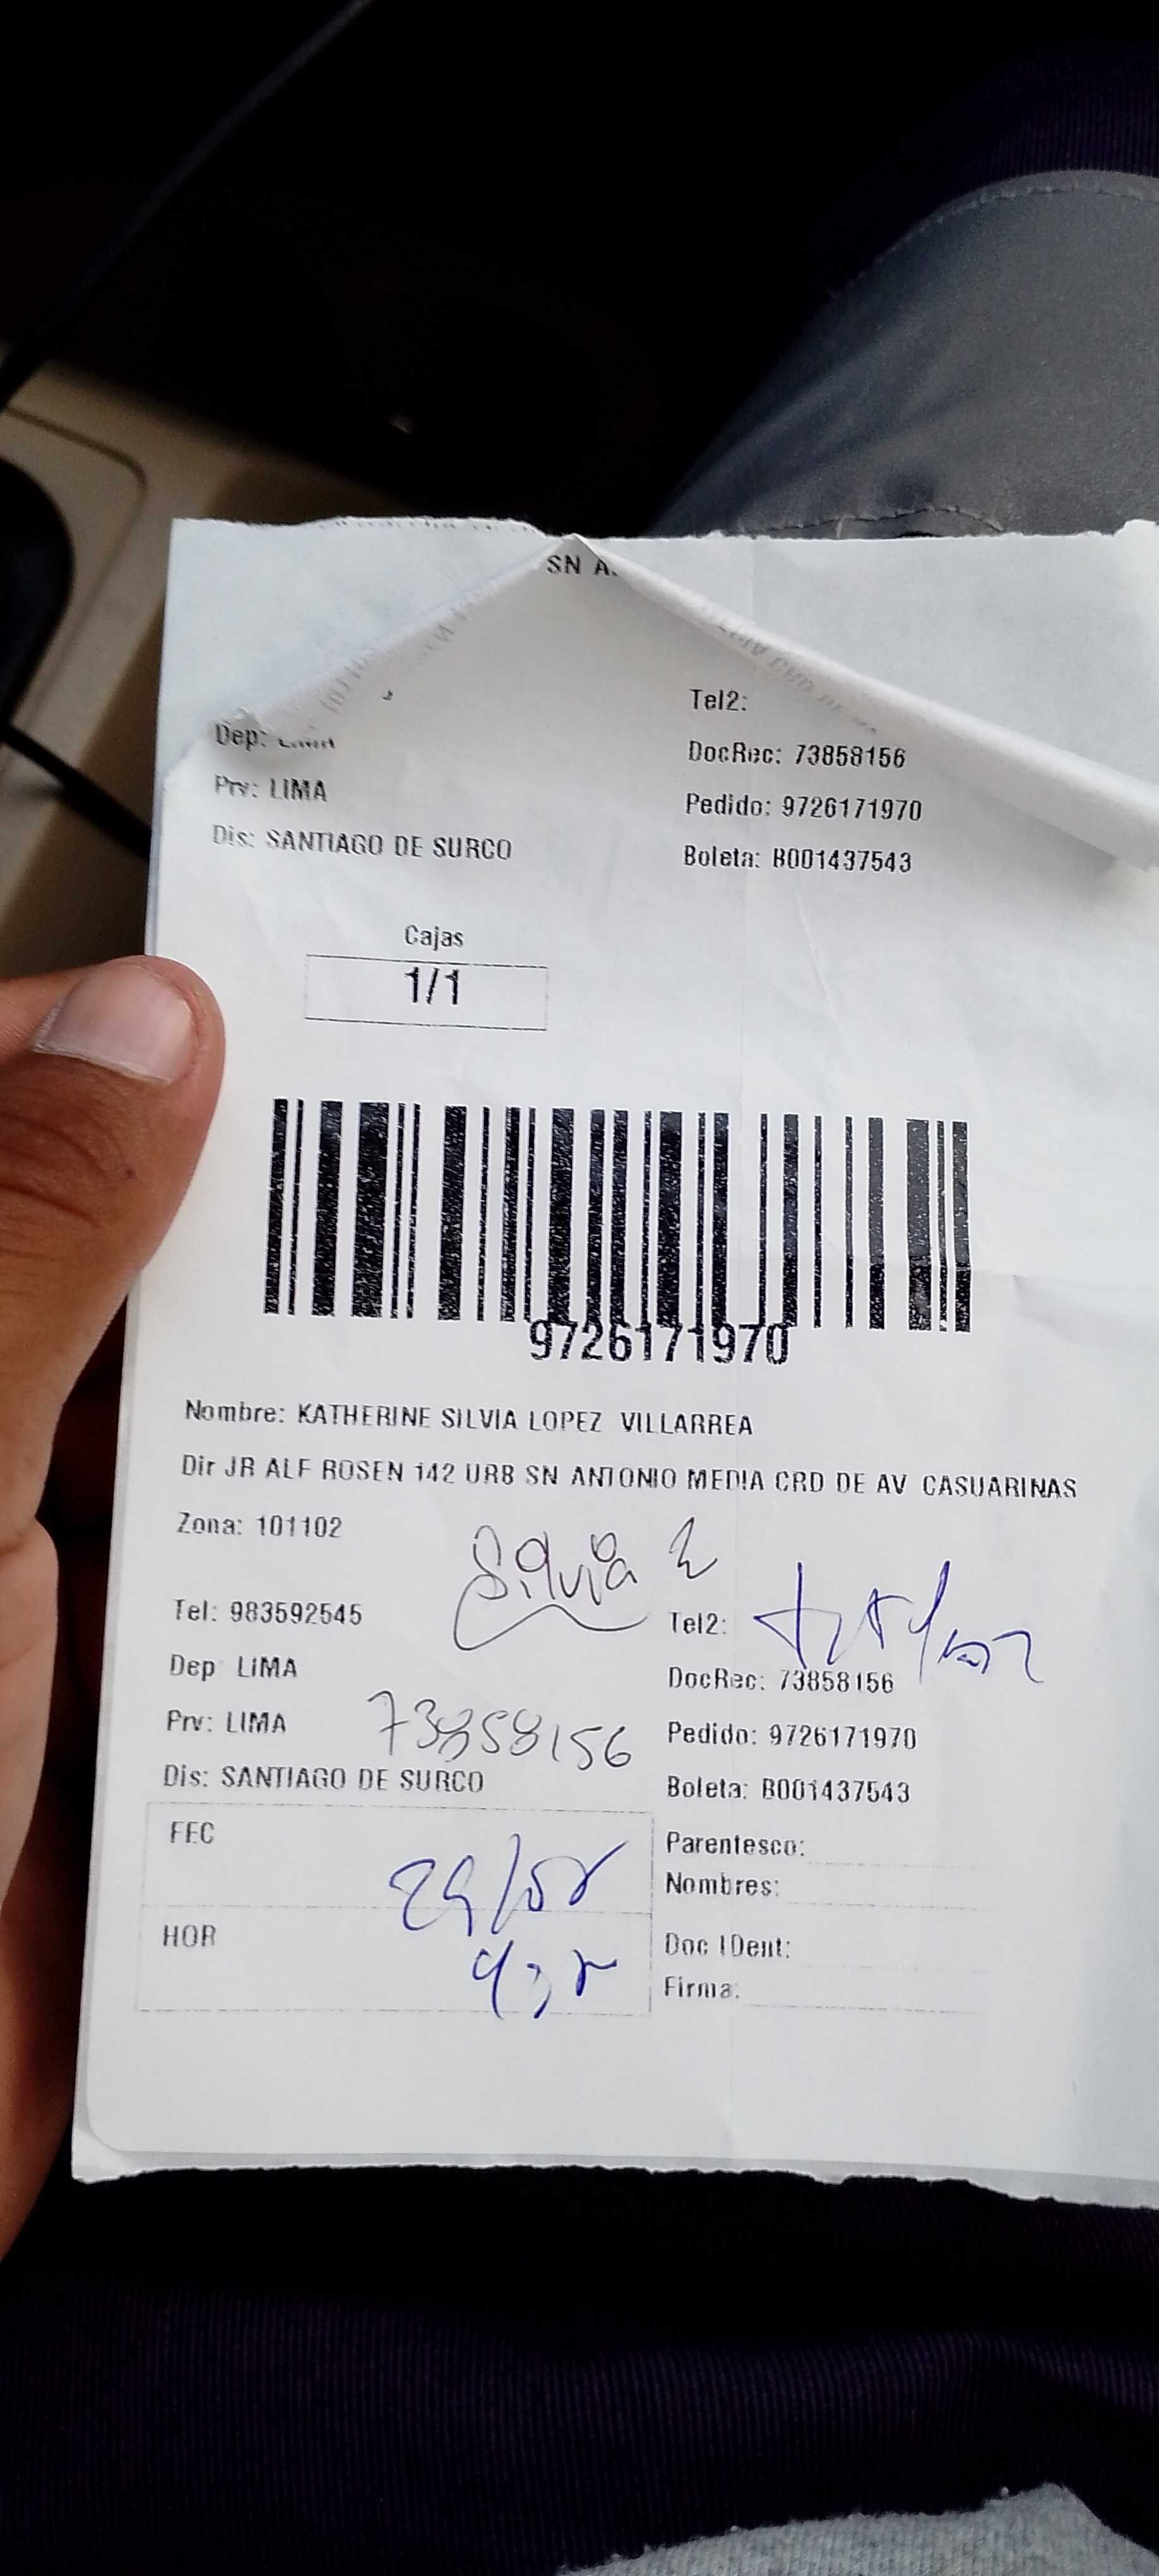 SN A
Tel2:
Dep:
DocRec: 73858156
Prv: LIMA
Pedido: 9726171970
Dis: SANTIAGO DE SURCO
Boleta: B001437543
Cajas
1/1
9726171970
Nombre: KATHERINE SILVIA LOPEZ VILLARREA
Dir JR ALF ROSEN 142 URB SN ANTONIO MEDIA CRD DE AV CASUARINAS
Zona: 101102
Silvia
Tel: 983592545
Tel2:
Dep LIMA
DocRec: 73858156
Prv: LIMA
73858156
Pedido: 9726171970
Dis: SANTIAGO DE SURCO
Boleta: B001437543
FEC
Parentesco:
Nombres:
HOR
Doc IDent:
Firma: